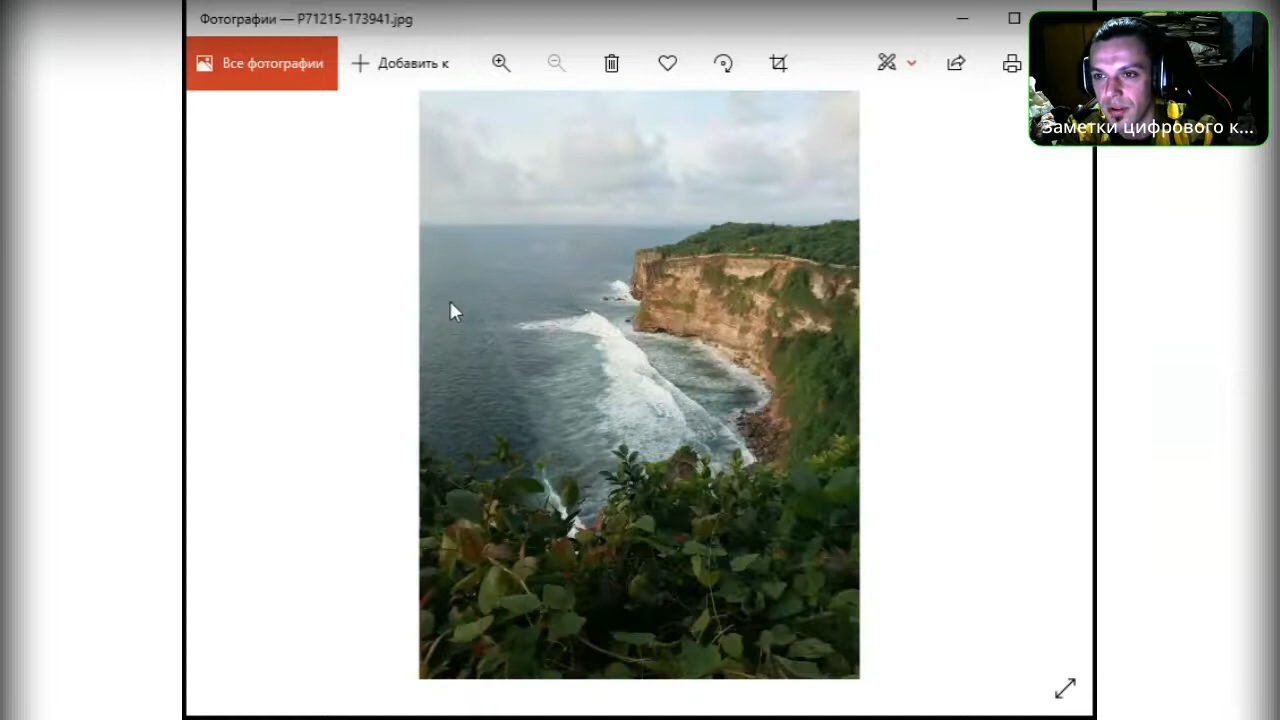 Фотографии — P71215-173941.jpg
Все фотографии
Добавить к
Заметки цифрового к...